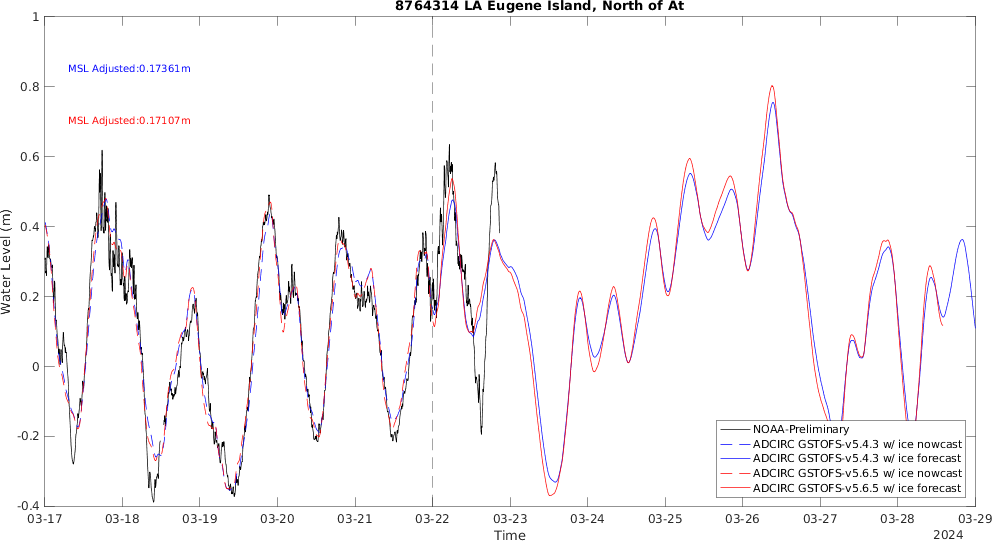 8764314 LA Eugene Island, North of At
MSL Adjusted:0.17361m
MSL Adjusted:0.17107m
Water Level (m)
1
0.8
0.6
0.4
0.2
0
-0.2
-0.4
NOAA-Preliminary
ADCIRC GSTOFS-v5.4.3 w/ ice nowcast
ADCIRC GSTOFS-v5.4.3 w/ ice forecast
ADCIRC GSTOFS-v5.6.5 w/ ice nowcast
ADCIRC GSTOFS-v5.6.5 w/ ice forecast
03-17 03-18 03-19 03-20 03-21 03-22 03-23 03-24 03-25 03-26 03-27 03-28 03-29
Time
2024